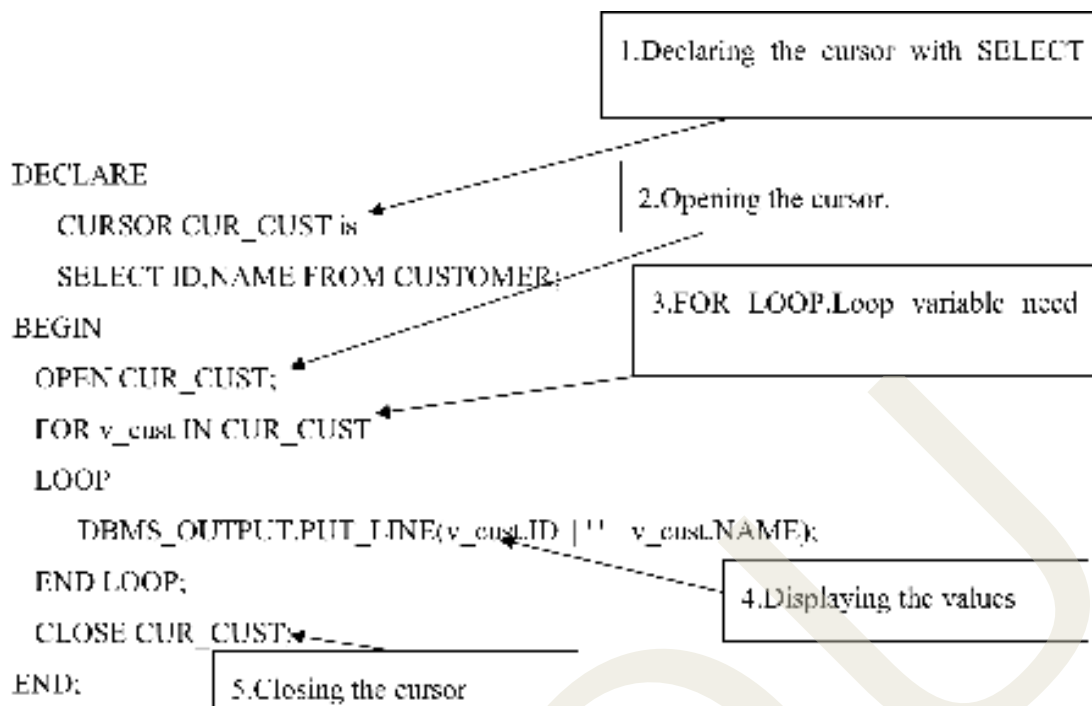 1.Declaring the cursor with SELECT
DECLARE
2.Opening the cursor.
CURSOR CUR_CUST is
SELECT ID,NAME FROM CUSTOMER;
3.FOR LOOP.Loop variable need
BEGIN
OPEN CUR_CUST;
FOR v_cust IN CUR_CUST
LOOP
DBMS_OUTPUT.PUT_LINE(v_cust.ID | ' ' v_cust.NAME);
END LOOP;
4.Displaying the values
CLOSE CUR_CUST;
END;
5.Closing the cursor